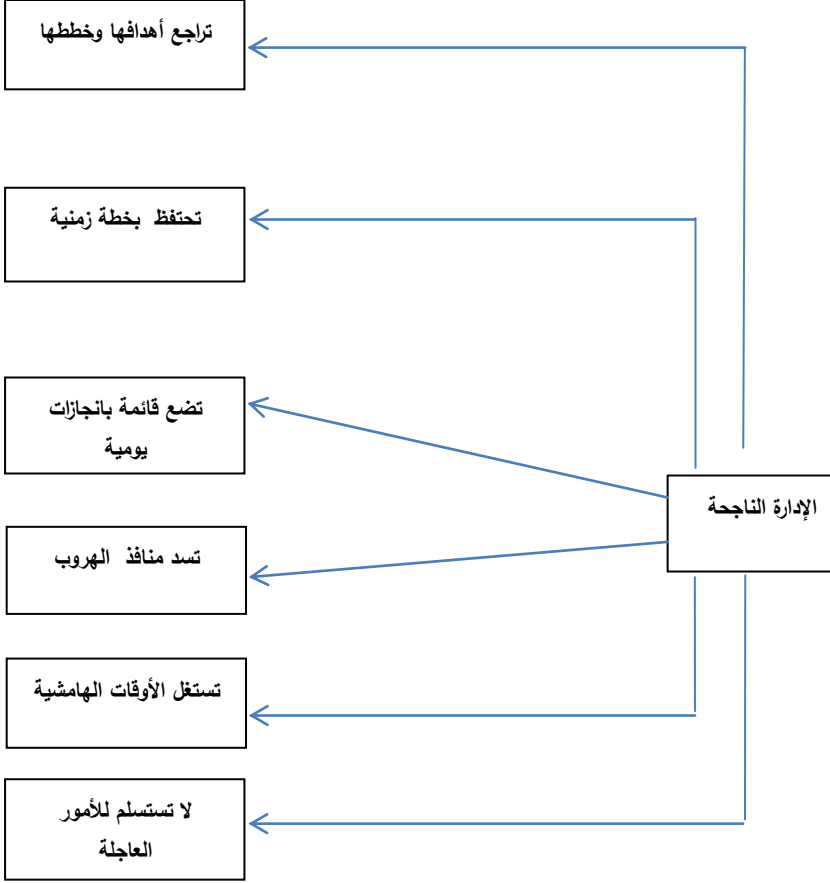 تراجع أهدافها وخططها
تحتفظ بخطة زمنية
تضع قائمة بانجازات
يومية
الإدارة الناجحة
تسد منافذ الهروب
تستغل الأوقات الهامشية
لا تستسلم للأمور
العاجلة